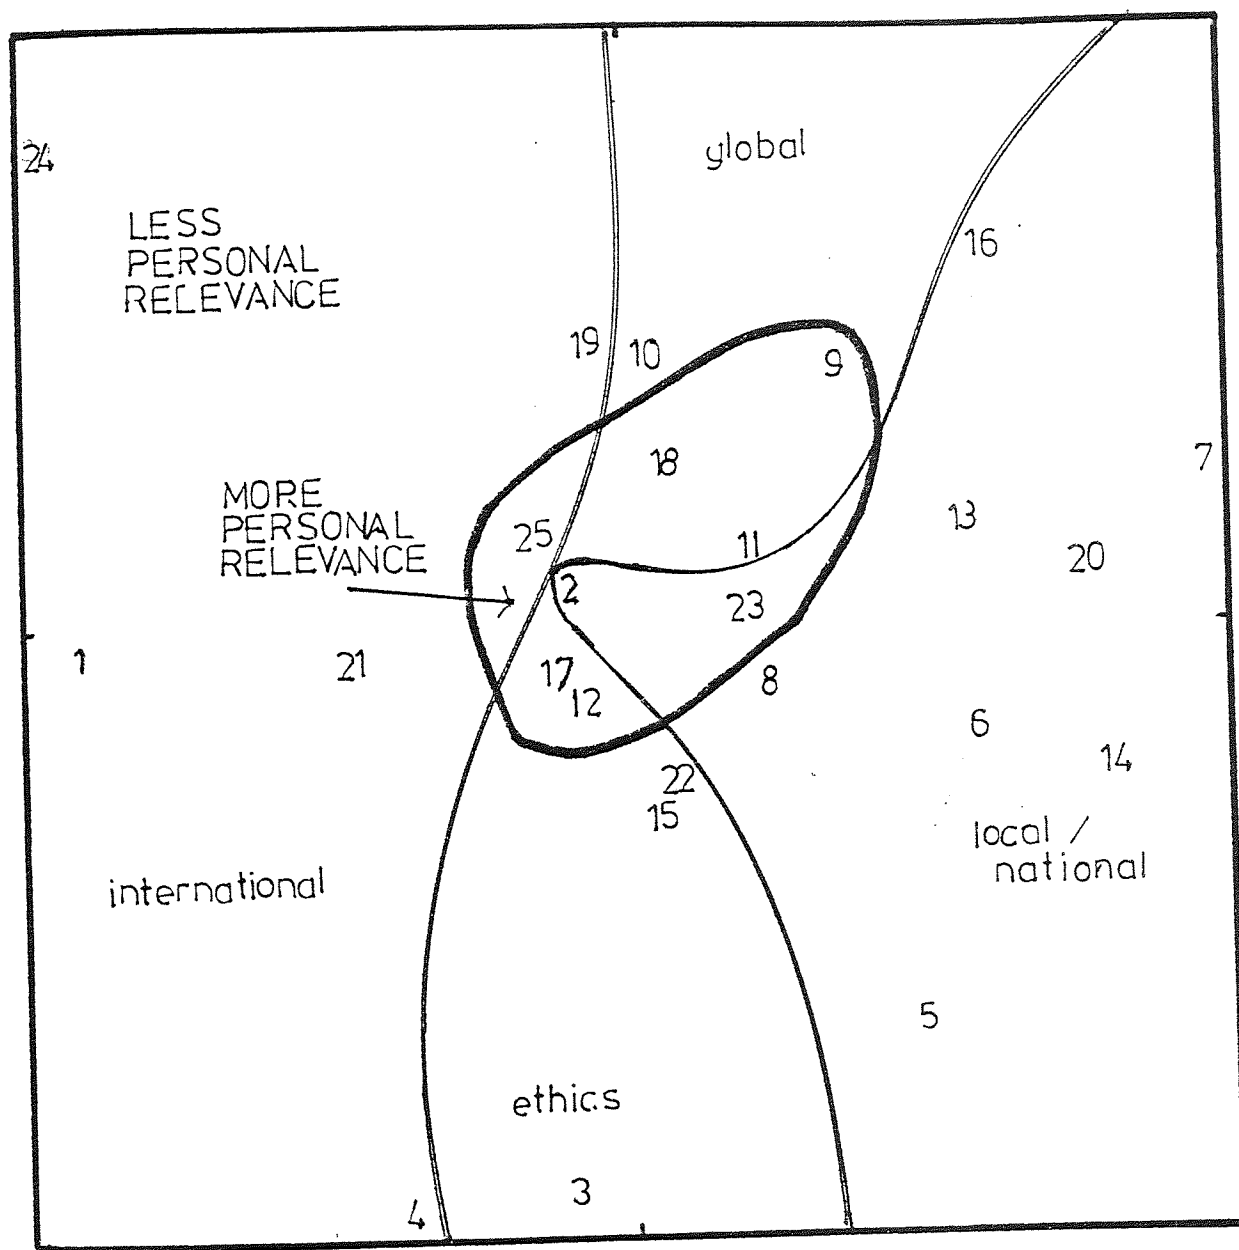 global
24
LESS
PERSONAL
RELEVANCE
16
19
10
9
18
7
MORE
PERSONAL
RELEVANCE
25
11
13
20
2
23
1
21
17
12
8
6
14
22
15
local /
national
international
5
ethics
3
4